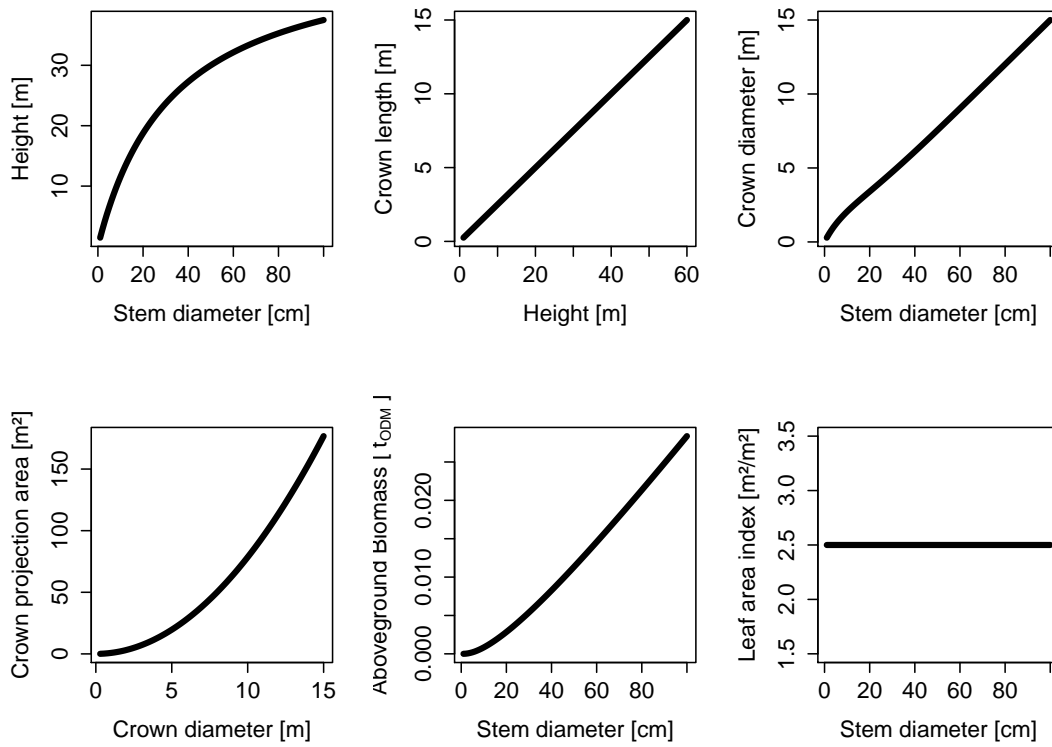 Height [m]
10 20 30
0 20 40 60 80
Stem diameter [cm]
Crown length [m]
0 5 10 15
0 20 40 60
Height [m]
Crown diameter [m]
0 5 10 15
0 20 40 60 80
Stem diameter [cm]
Crown projection area [m²]
0 50 100 150
0 5 10 15
Crown diameter [m]
Aboveground Biomass [ t_ODM ]
0.000 0.010 0.020
0 20 40 60 80
Stem diameter [cm]
Leaf area index [m²/m²]
1.5 2.0 2.5 3.0 3.5
0 20 40 60 80
Stem diameter [cm]